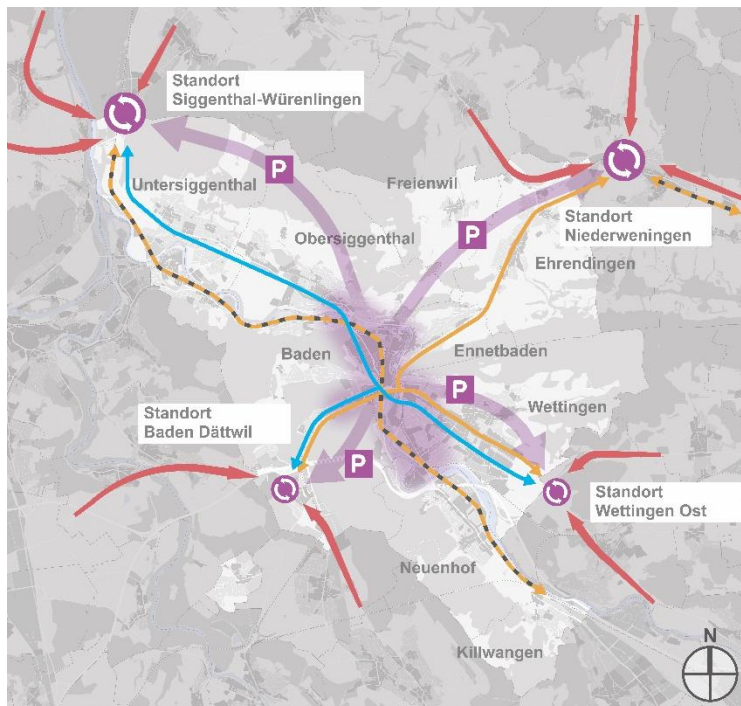 Standort
Siggenthal-Würenlingen
P
Untersiggenthal
Freienwil
P
Standort
Niederweningen
Obersiggenthal
Ehrendingen
Baden
Ennetbaden
P
Wettingen
Standort
Baden Dättwil
P
Standort
Wettingen Ost
Neuenhof
Killwangen
N